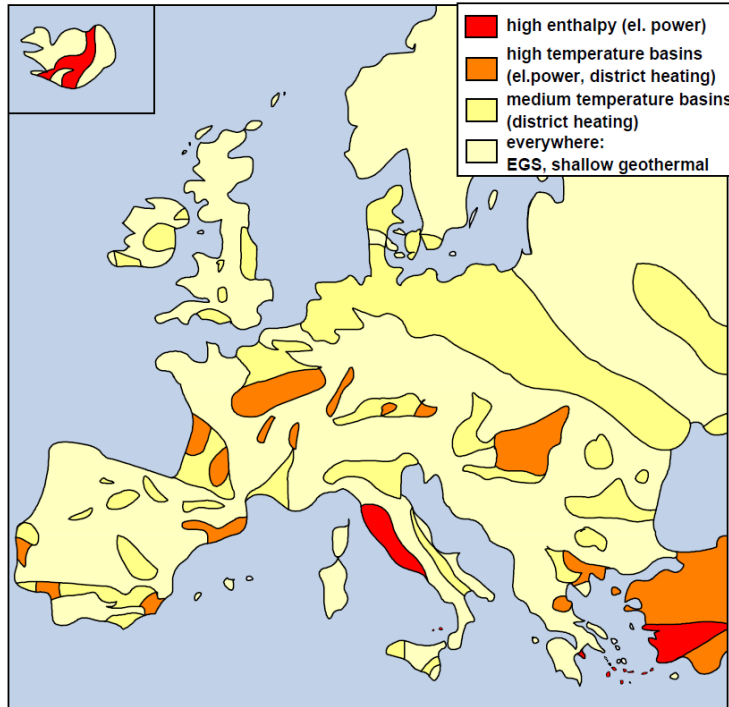 high enthalpy (el. power)
high temperature basins
(el.power, district heating)
medium temperature basins
(district heating)
everywhere:
EGS, shallow geothermal